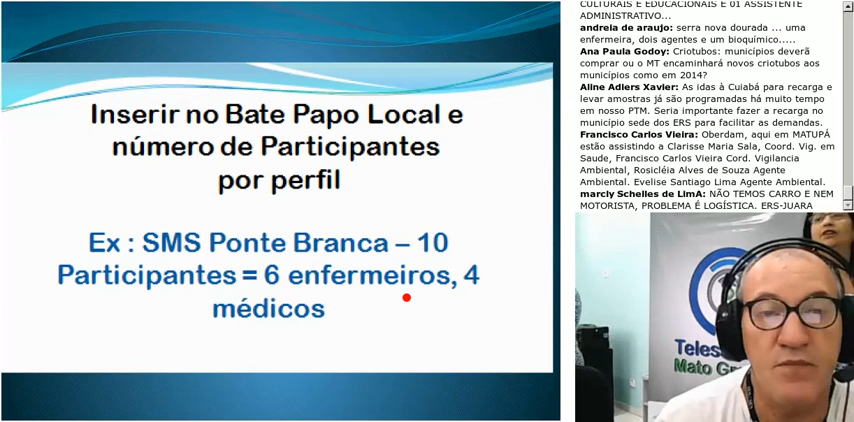 Inserir no Bate Papo Local e
número de Participantes
por perfil
Ex : SMS Ponte Branca – 10
Participantes = 6 enfermeiros, 4
médicos
CULTURAIS E EDUCACIONAIS E 01 ASSISTENTE
ADMINISTRATIVO...
andreia de araujo: serra nova dourada ... uma
enfermeira, dois agentes e um bioquímico.....
Ana Paula Godoy: Criotubos: municípios deverã
comprar ou o MT encaminhará novos criotubos aos
municípios como em 2014?
Aline Adlers Xavier: As idas à Cuiabá para recarga e
levar amostras já são programadas há muito tempo
em nosso PTM. Seria importante fazer a recarga no
município sede dos ERS para facilitar as demandas.
Francisco Carlos Vieira: Oberdam, aqui em MATUPÁ
estão assistindo a Clarisse Maria Sala, Coord. Vig. em
Saude, Francisco Carlos Vieira Cord. Vigilancia
Ambiental, Rosicléia Alves de Souza Agente
Ambiental. Evelise Santiago Lima Agente Ambiental.
marcly Schelles de LimA: NÃO TEMOS CARRO E NEM
MOTORISTA, PROBLEMA É LOGÍSTICA. ERS-JUARA
Teles
Mato Gr